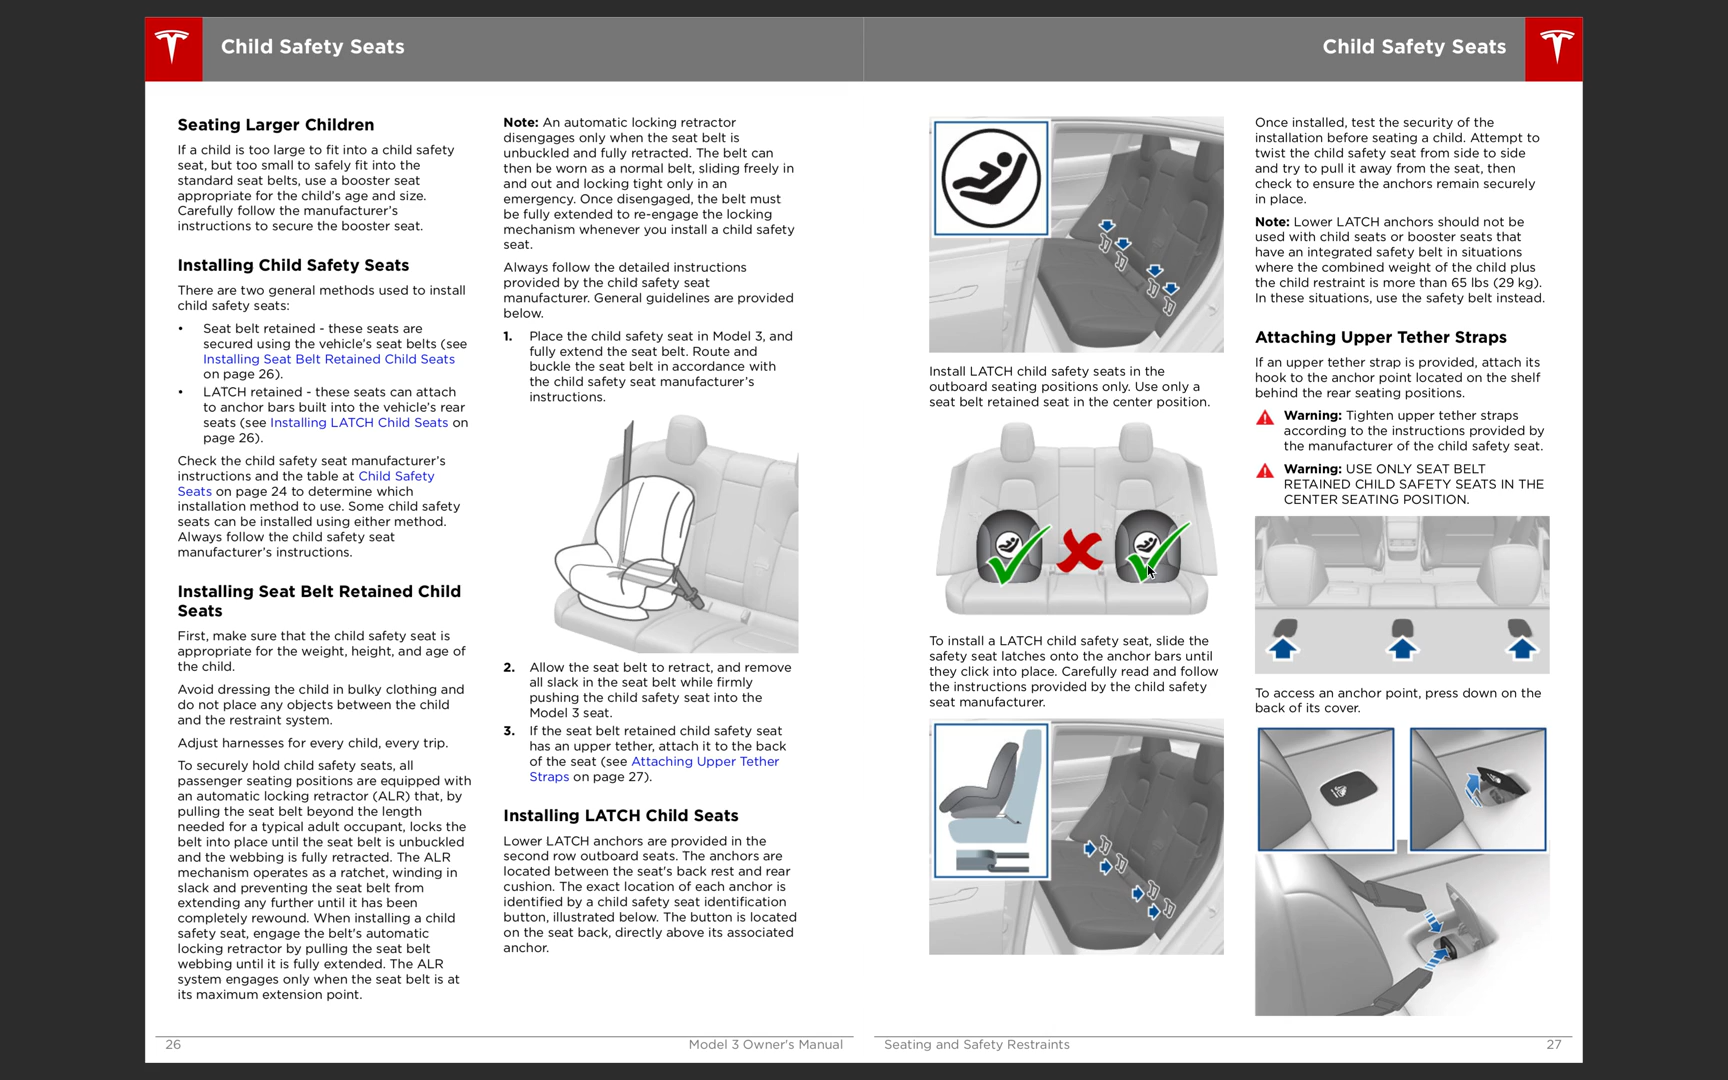 Child Safety Seats
Seating Larger Children
If a child is too large to fit into a child safety
seat, but too small to safely fit into the
standard seat belts, use a booster seat
appropriate for the child’s age and size.
Carefully follow the manufacturer’s
instructions to secure the booster seat.
Installing Child Safety Seats
There are two general methods used to install
child safety seats:
• Seat belt retained - these seats are
secured using the vehicle’s seat belts (see
Installing Seat Belt Retained Child Seats
on page 26).
• LATCH retained - these seats can attach
to anchor bars built into the vehicle’s rear
seats (see Installing LATCH Child Seats on
page 26).
Check the child safety seat manufacturer’s
instructions and the table at Child Safety
Seats on page 24 to determine which
installation method to use. Some child safety
seats can be installed using either method.
Always follow the child safety seat
manufacturer’s instructions.
Installing Seat Belt Retained Child
Seats
First, make sure that the child safety seat is
appropriate for the weight, height, and age of
the child.
Avoid dressing the child in bulky clothing and
do not place any objects between the child
and the restraint system.
Adjust harnesses for every child, every trip.
To securely hold child safety seats, all
passenger seating positions are equipped with
an automatic locking retractor (ALR) that, by
pulling the seat belt beyond the length
needed for a typical adult occupant, locks the
belt into place until the seat belt is unbuckled
and the webbing is fully retracted. The ALR
mechanism operates as a ratchet, winding in
slack and preventing the seat belt from
extending any further until it has been
completely rewound. When installing a child
safety seat, engage the belt's automatic
locking retractor by pulling the seat belt
webbing until it is fully extended. The ALR
system engages only when the seat belt is at
its maximum extension point.
Note: An automatic locking retractor
disengages only when the seat belt is
unbuckled and fully retracted. The belt can
then be worn as a normal belt, sliding freely in
and out and locking tight only in an
emergency. Once disengaged, the belt must
be fully extended to re-engage the locking
mechanism whenever you install a child safety
seat.
Always follow the detailed instructions
provided by the child safety seat
manufacturer. General guidelines are provided
below.
1. Place the child safety seat in Model 3, and
fully extend the seat belt. Route and
buckle the seat belt in accordance with
the child safety seat manufacturer’s
instructions.
2. Allow the seat belt to retract, and remove
all slack in the seat belt while firmly
pushing the child safety seat into the
Model 3 seat.
3. If the seat belt retained child safety seat
has an upper tether, attach it to the back
of the seat (see Attaching Upper Tether
Straps on page 27).
Installing LATCH Child Seats
Lower LATCH anchors are provided in the
second row outboard seats. The anchors are
located between the seat's back rest and rear
cushion. The exact location of each anchor is
identified by a child safety seat identification
button, illustrated below. The button is located
on the seat back, directly above its associated
anchor.
26
Model 3 Owner's Manual
Child Safety Seats
Install LATCH child safety seats in the
outboard seating positions only. Use only a
seat belt retained seat in the center position.
To install a LATCH child safety seat, slide the
safety seat latches onto the anchor bars until
they click into place. Carefully read and follow
the instructions provided by the child safety
seat manufacturer.
Once installed, test the security of the
installation before seating a child. Attempt to
twist the child safety seat from side to side
and try to pull it away from the seat, then
check to ensure the anchors remain securely
in place.
Note: Lower LATCH anchors should not be
used with child seats or booster seats that
have an integrated safety belt in situations
where the combined weight of the child plus
the child restraint is more than 65 lbs (29 kg).
In these situations, use the safety belt instead.
Attaching Upper Tether Straps
If an upper tether strap is provided, attach its
hook to the anchor point located on the shelf
behind the rear seating positions.
Warning: Tighten upper tether straps
according to the instructions provided by
the manufacturer of the child safety seat.
Warning: USE ONLY SEAT BELT
RETAINED CHILD SAFETY SEATS IN THE
CENTER SEATING POSITION.
To access an anchor point, press down on the
back of its cover.
Seating and Safety Restraints
27